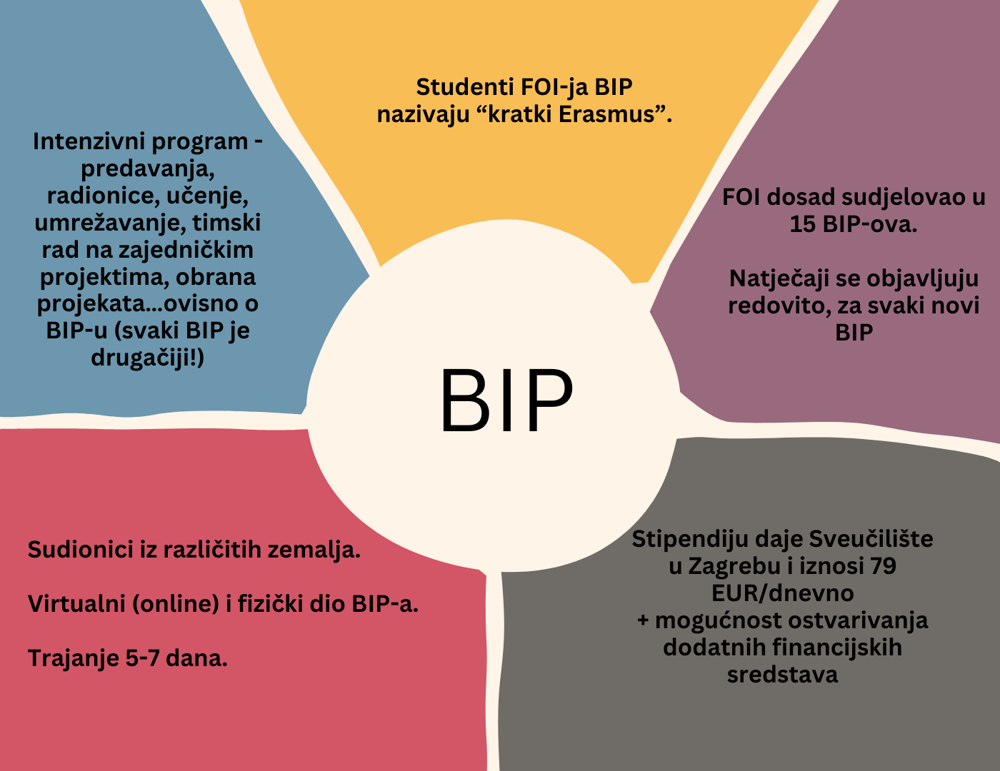 Studenti FOI-ja BIP
nazivaju “kratki Erasmus”.
Intenzivni program -
predavanja,
radionice, učenje,
umrežavanje, timski
rad na zajedničkim
projektima, obrana
projekata...ovisno o
BIP-u (svaki BIP je
drugačiji!)
FOI dosad sudjelovao u
15 BIP-ova.
Natječaji se objavljuju
redovito, za svaki novi
BIP
BIP
Sudionici iz različitih zemalja.
Virtualni (online) i fizički dio BIP-a.
Trajanje 5-7 dana.
Stipendiju daje Sveučilište
u Zagrebu i iznosi 79
EUR/dnevno
+ mogućnost ostvarivanja
dodatnih financijskih
sredstava